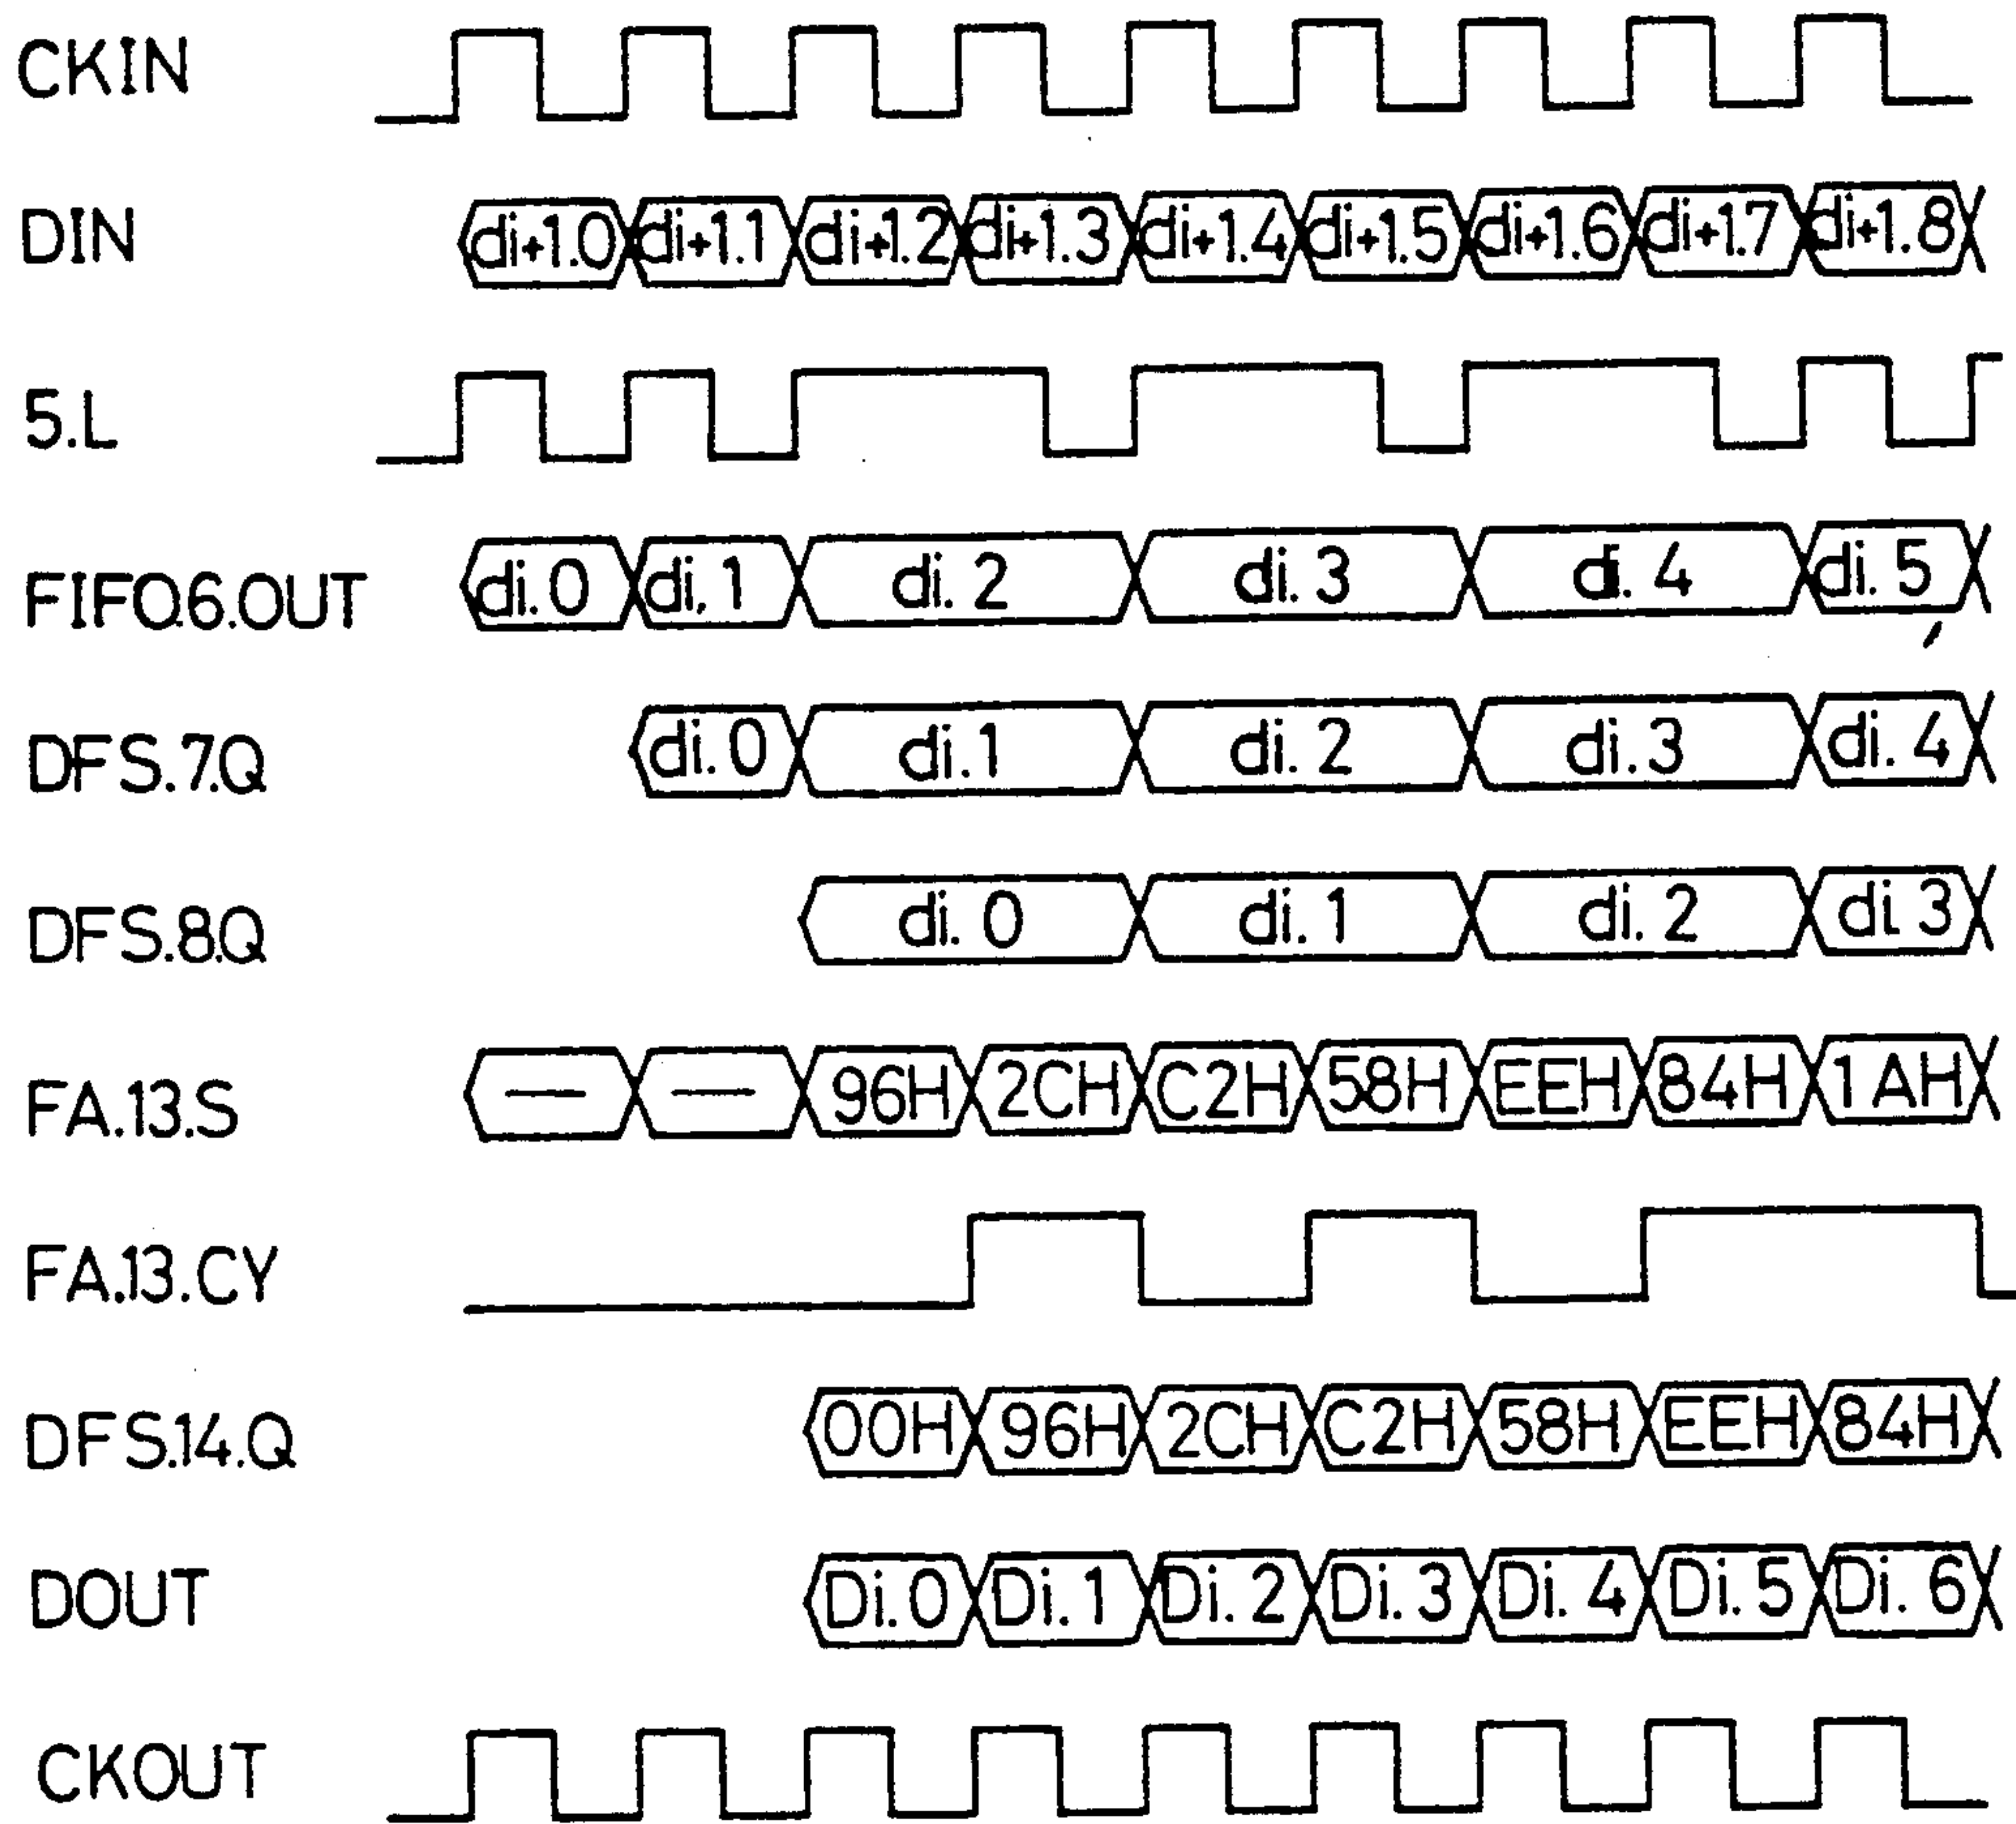 CKIN
DIN di+1.0 di+1.1 di+1.2 di+1.3 di+1.4 di+1.5 di+1.6 di+1.7 di+1.8
5.L
FIFO.6.OUT di.0 di.1 di.2 di.3 di.4 di.5
DFS.7.Q di.0 di.1 di.2 di.3 di.4
DFS.8.Q di.0 di.1 di.2 di.3
FA.13.S — — 96H 2CH C2H 58H EEH 84H 1AH
FA.13.CY
DFS.14.Q 00H 96H 2CH C2H 58H EEH 84H
DOUT Di.0 Di.1 Di.2 Di.3 Di.4 Di.5 Di.6
CKOUT